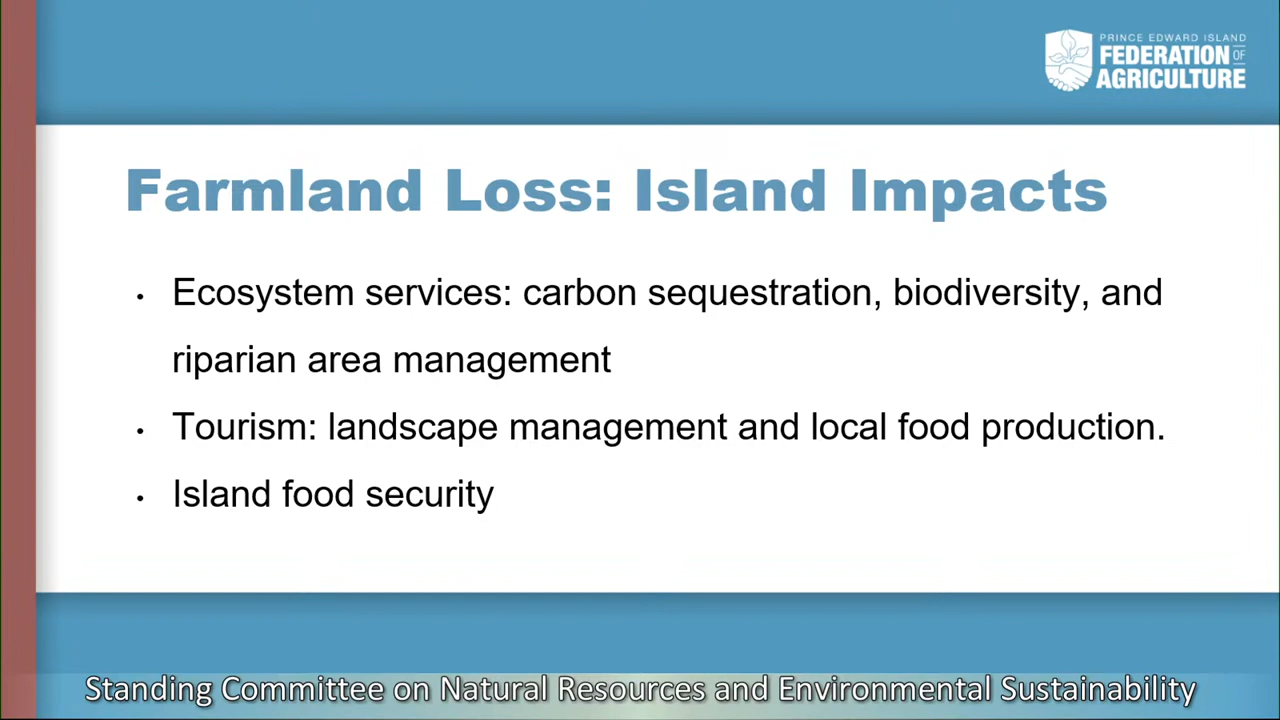 PRINCE EDWARD ISLAND
FEDERATION OF
AGRICULTURE
Farmland Loss: Island Impacts
• Ecosystem services: carbon sequestration, biodiversity, and
riparian area management
• Tourism: landscape management and local food production.
• Island food security
Standing Committee on Natural Resources and Environmental Sustainability